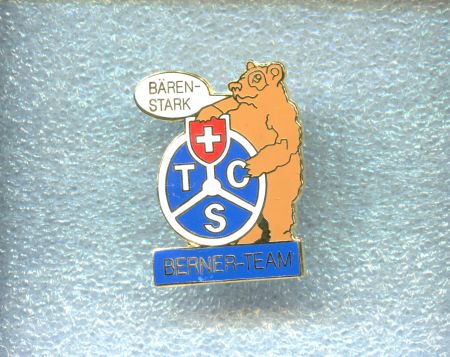 BÄREN-
STARK
T C
S
BERNER-TEAM